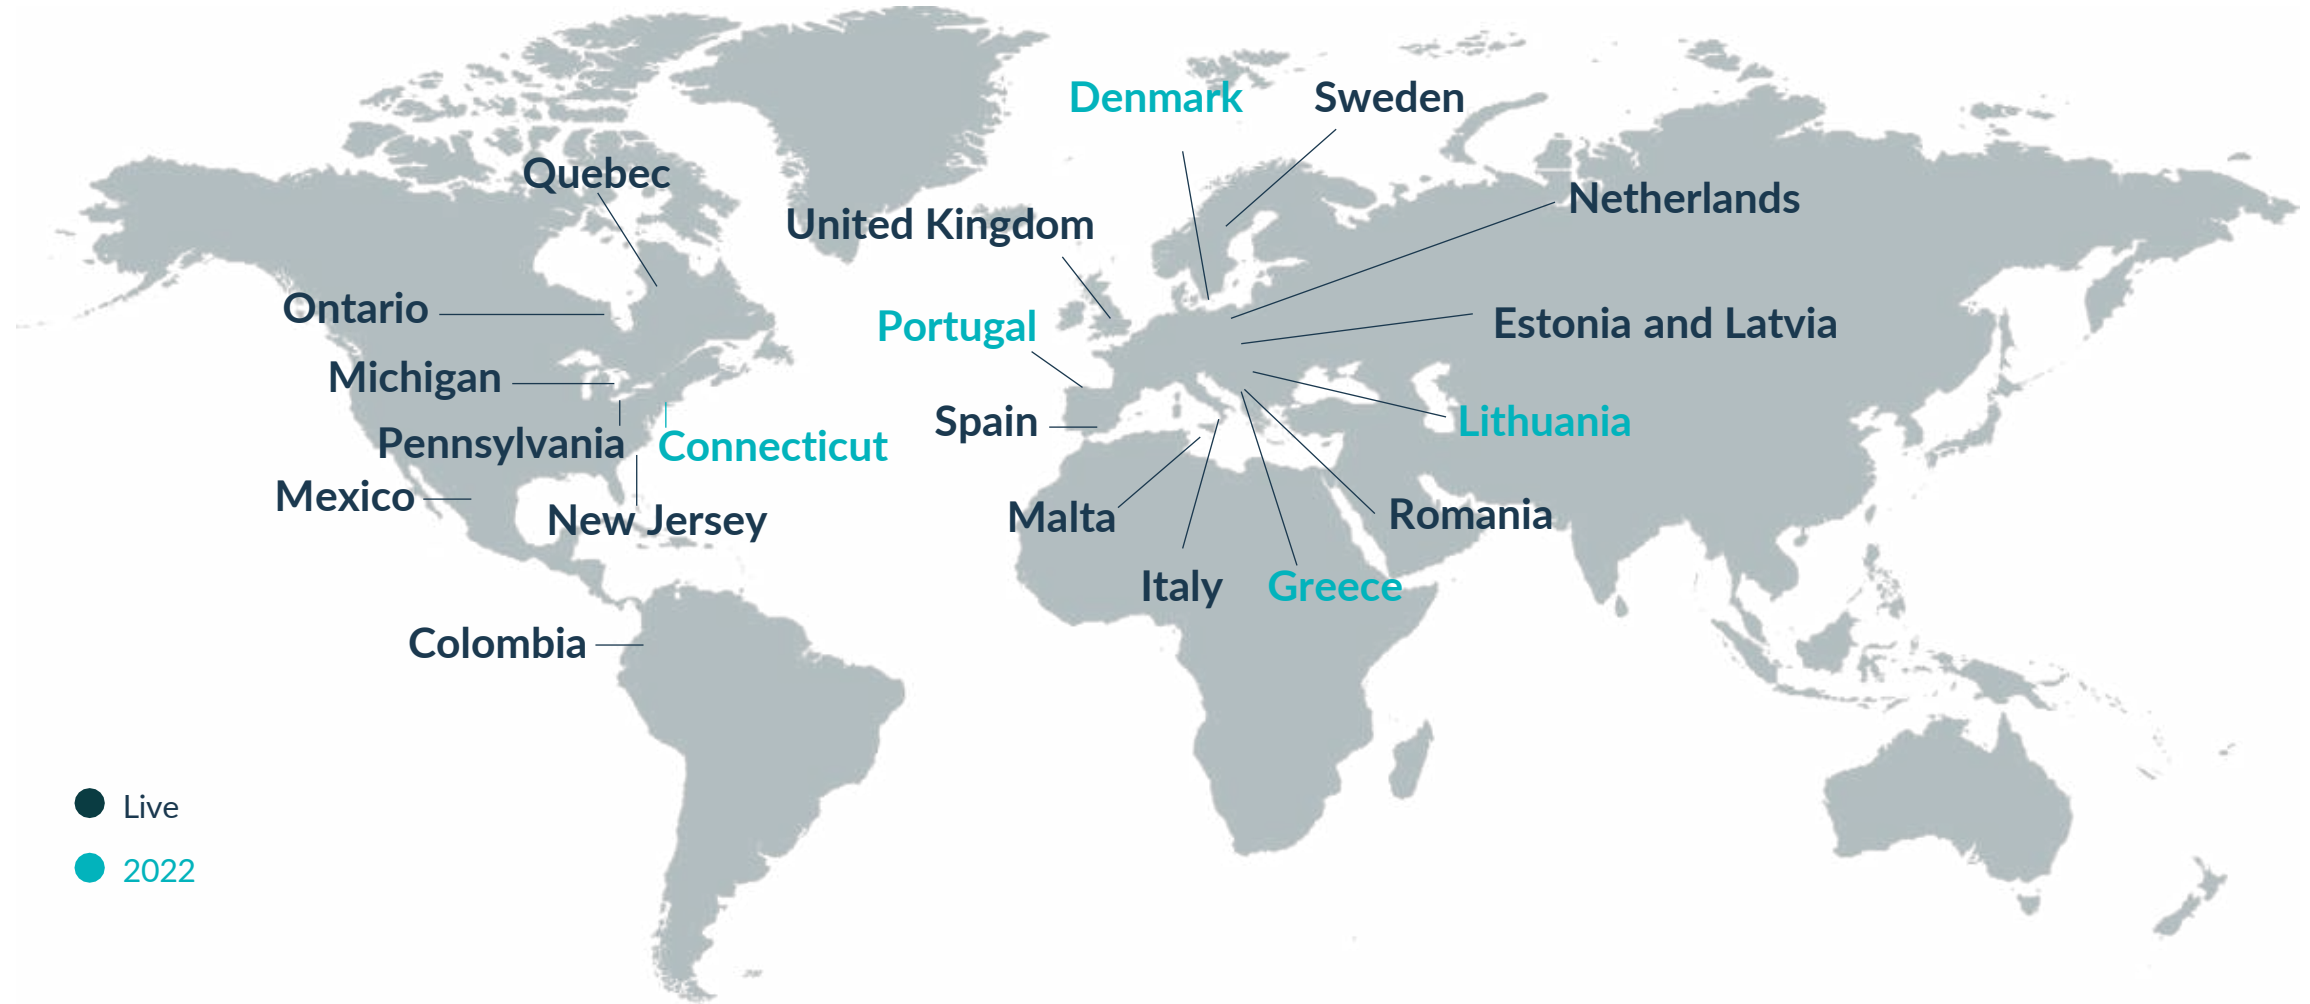 Denmark
Sweden
Quebec
Netherlands
United Kingdom
Ontario
Portugal
Estonia and Latvia
Michigan
Spain
Lithuania
Pennsylvania
Connecticut
Mexico
New Jersey
Malta
Romania
Italy
Greece
Colombia
Live
2022